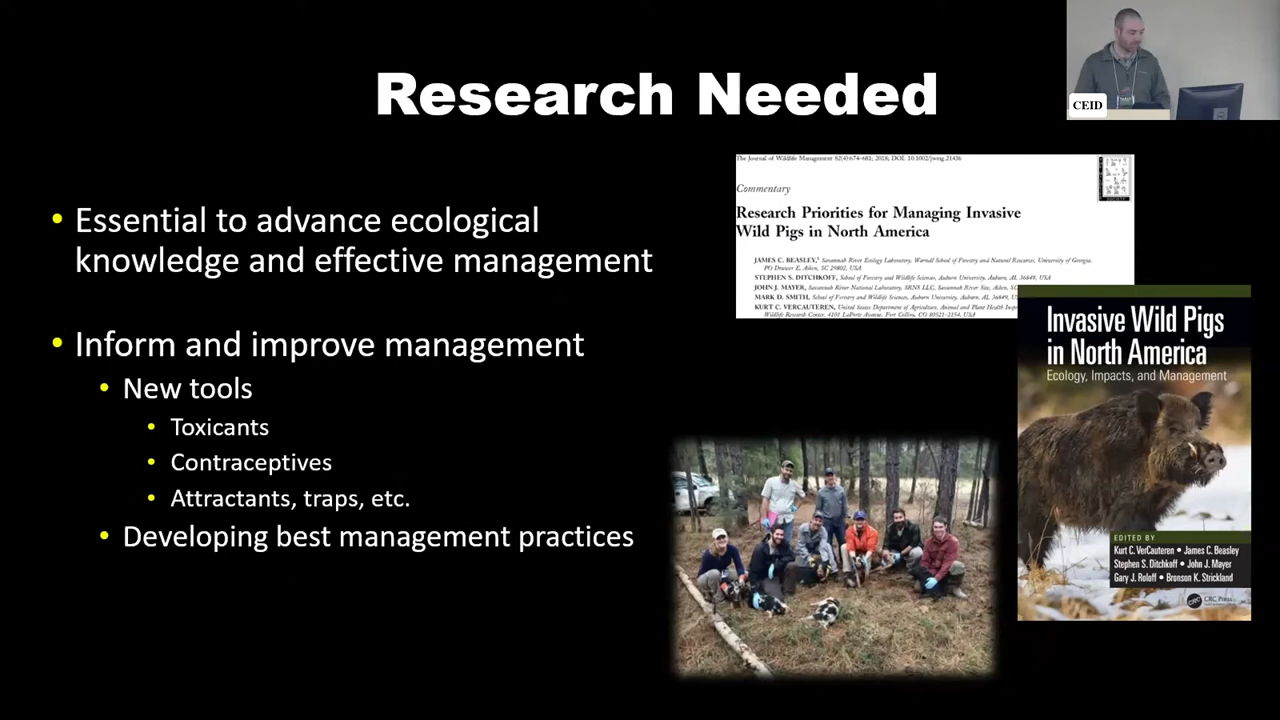 CEID
Research Needed
• Essential to advance ecological
knowledge and effective management
• Inform and improve management
• New tools
• Toxicants
• Contraceptives
• Attractants, traps, etc.
• Developing best management practices
The Journal of Wildlife Management 82(4):674–681; 2018; DOI: 10.1002/jwmg.21436
Commentary
Research Priorities for Managing Invasive
Wild Pigs in North America
JAMES C. BEASLEY,¹ Savannah River Ecology Laboratory, Warnell School of Forestry and Natural Resources, University of Georgia,
PO Drawer E, Aiken, SC 29802, USA
STEPHEN S. DITCHKOFF, School of Forestry and Wildlife Sciences, Auburn University, Auburn, AL 36849, USA
JOHN J. MAYER, Savannah River National Laboratory, SRNS LLC, Savannah River Site, Aiken, SC
MARK D. SMITH, School of Forestry and Wildlife Sciences, Auburn University, Auburn, AL 36849, US
KURT C. VERCAUTEREN, United States Department of Agriculture, Animal and Plant Health
Wildlife Research Center, 4101 LaPorte Avenue, Fort Collins, CO 80521-2154, USA
SOCIETY
Invasive Wild Pigs
in North America
Ecology, Impacts, and Management
EDITED BY
Kurt C. VerCauteren • James C. Beasley
Stephen S. Ditchkoff • John J. Mayer
Gary J. Roloff • Bronson K. Strickland
CRC Press